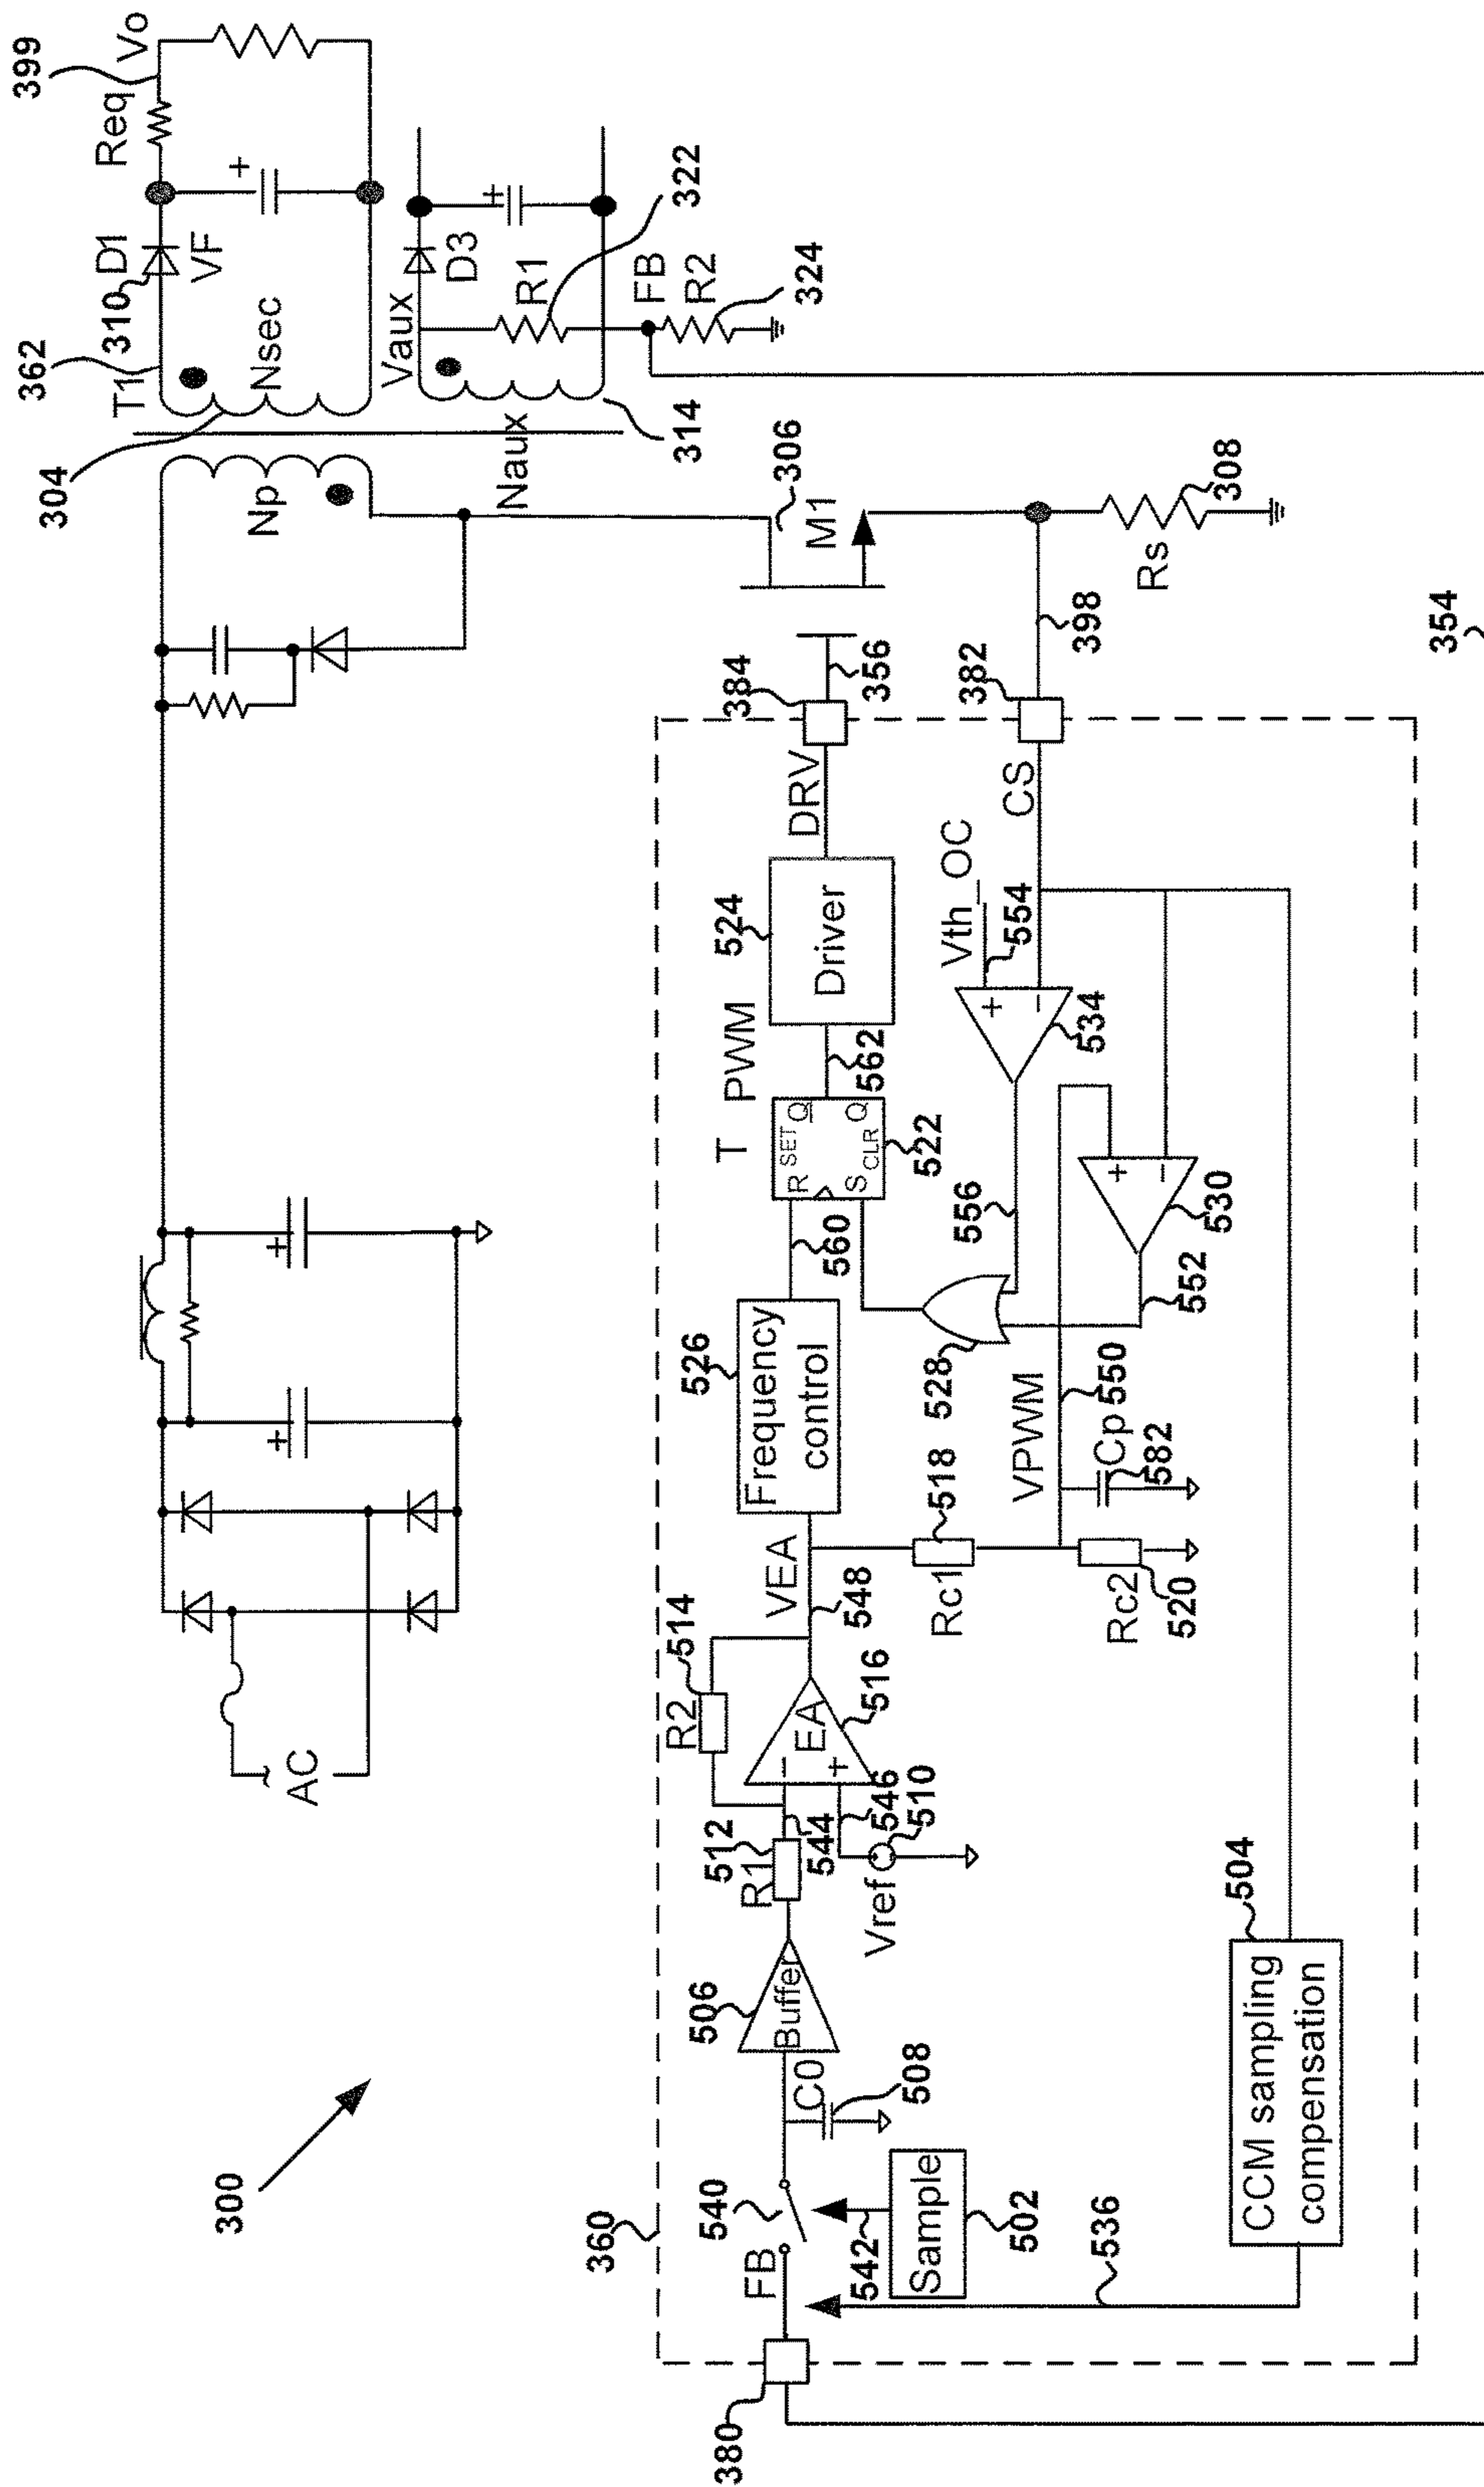 300
AC
~
+
+
Np
T1
304
362
310
D1
VF
Nsec
Req
+
399
Vo
Vaux
D3
+
R1
322
FB
R2
324
Naux
314
306
M1
308
Rs
398
382
384
356
354
360
380
FB
540
542
Sample
502
536
C0
508
506
Buffer
512
R1
544
R2
514
EA
-
+
516
546
510
Vref
VEA
548
526
Frequency
control
560
T
R SET Q
S CLR Q
522
PWM
562
524
Driver
DRV
CS
Vth_OC
554
+
-
534
556
528
530
+
-
552
550
VPWM
Cp
582
518
Rc1
Rc2
520
504
CCM sampling
compensation